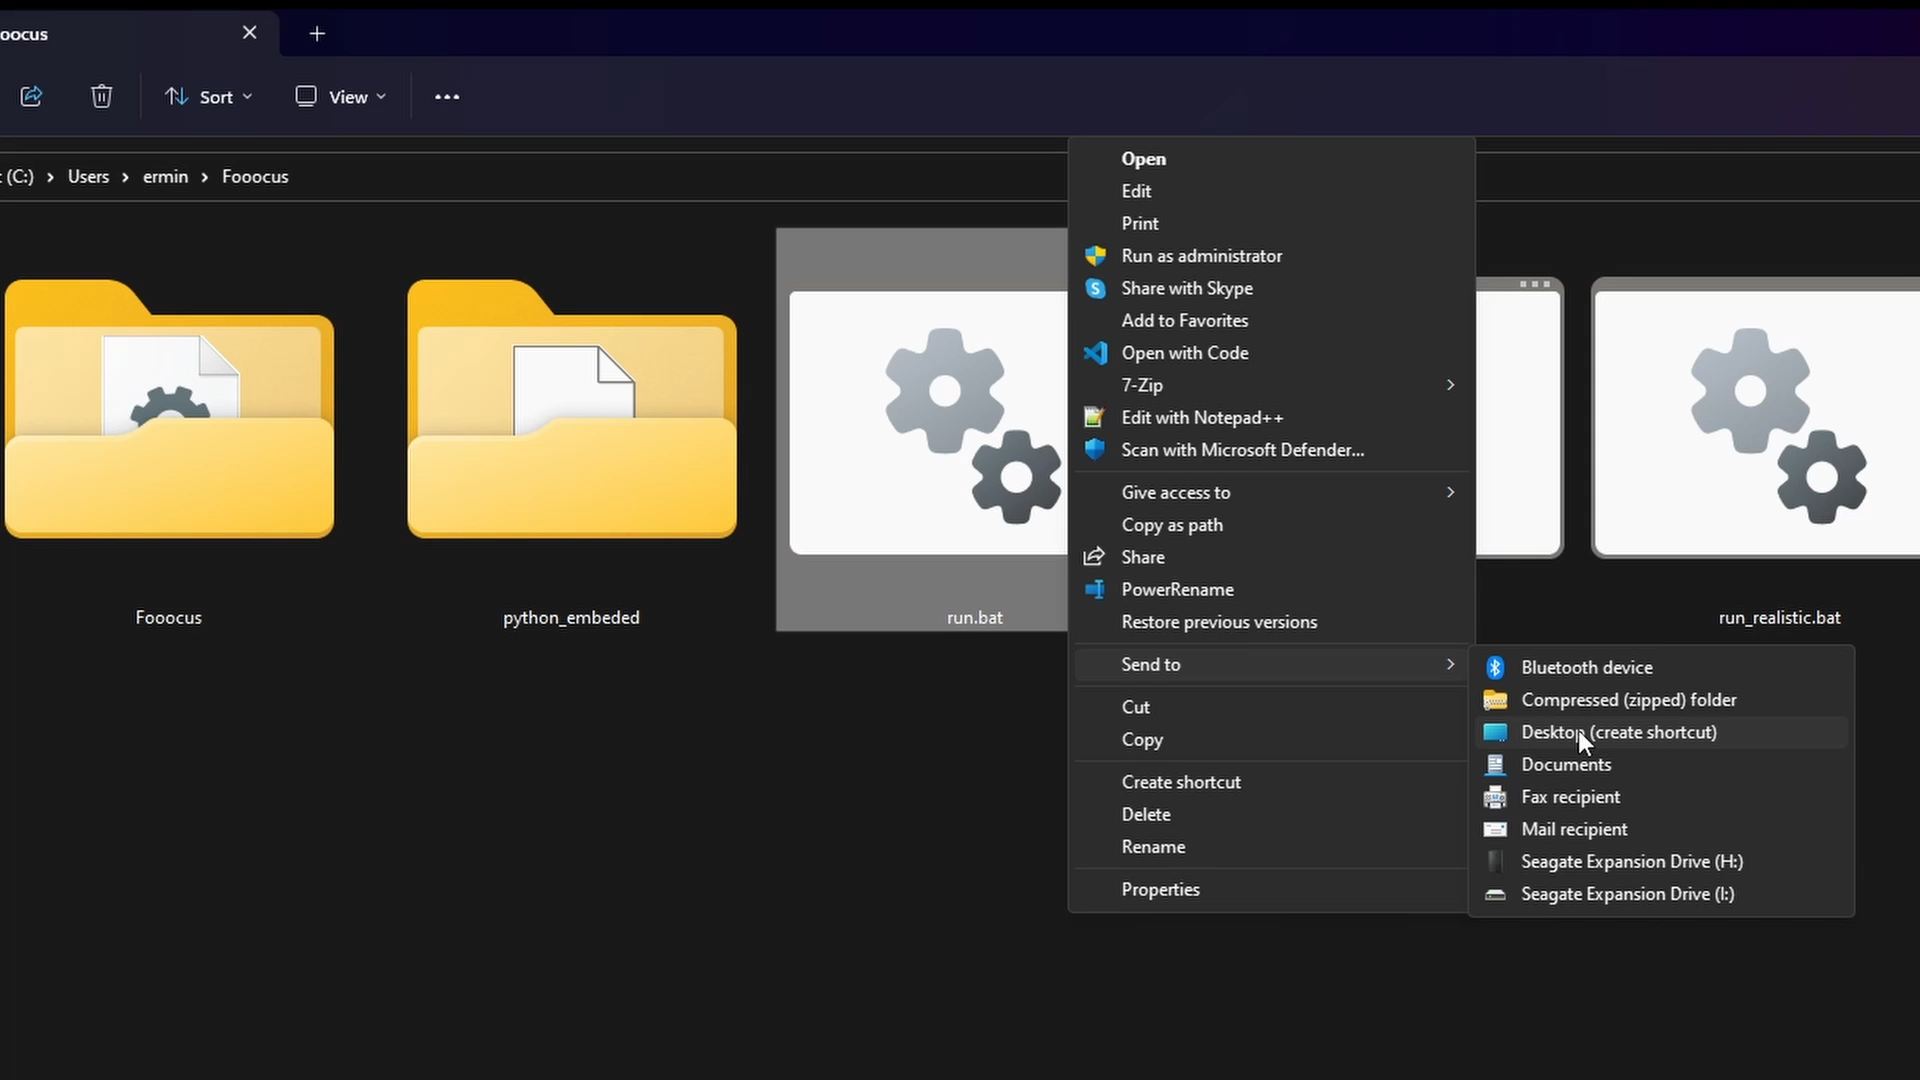 oocus
Sort
View
(C:) > Users > ermin > Fooocus
Fooocus
python_embeded
run.bat
run_realistic.bat
Open
Edit
Print
Run as administrator
Share with Skype
Add to Favorites
Open with Code
7-Zip
Edit with Notepad++
Scan with Microsoft Defender...
Give access to
Copy as path
Share
PowerRename
Restore previous versions
Send to
Cut
Copy
Create shortcut
Delete
Rename
Properties
Bluetooth device
Compressed (zipped) folder
Desktop (create shortcut)
Documents
Fax recipient
Mail recipient
Seagate Expansion Drive (H:)
Seagate Expansion Drive (I:)